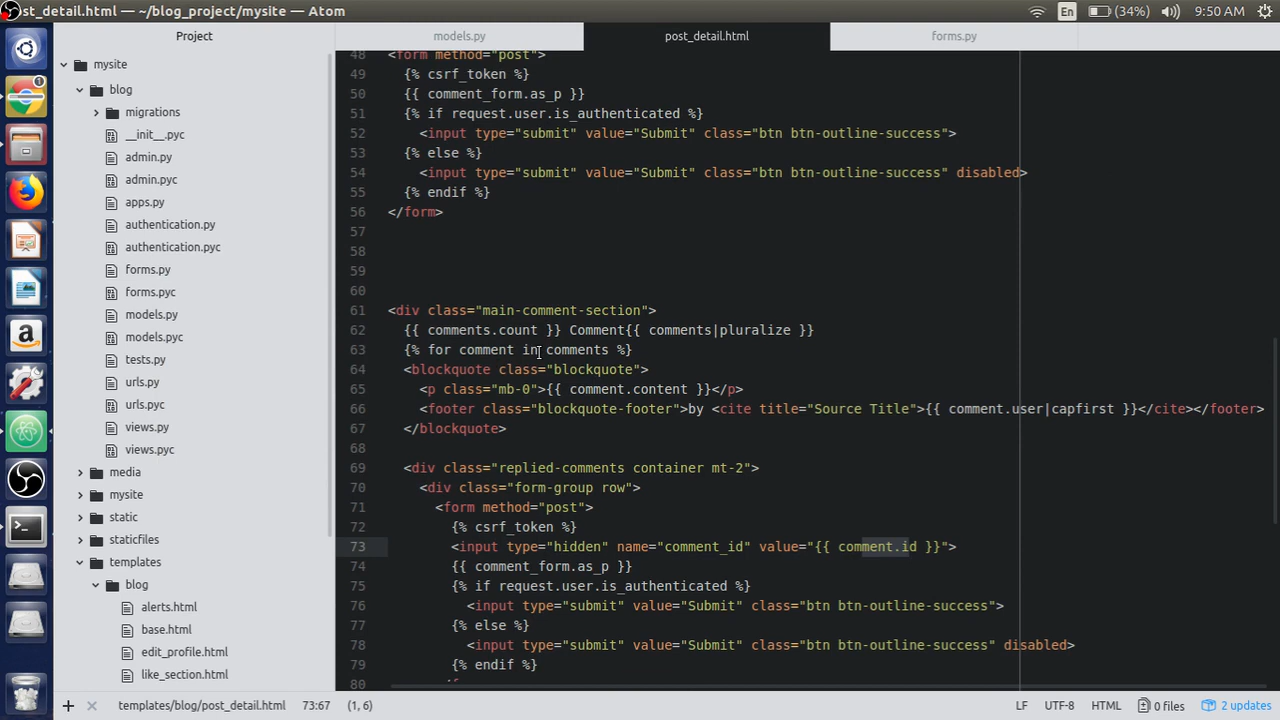 st_detail.html — ~/blog_project/mysite — Atom
En
(34%)
9:50 AM
Project
models.py
post_detail.html
forms.py
mysite
blog
migrations
__init__.pyc
admin.py
admin.pyc
apps.py
authentication.py
authentication.pyc
forms.py
forms.pyc
models.py
models.pyc
tests.py
urls.py
urls.pyc
views.py
views.pyc
media
mysite
static
staticfiles
templates
blog
alerts.html
base.html
edit_profile.html
like_section.html
48 <form method="post">
49 {% csrf_token %}
50 {{ comment_form.as_p }}
51 {% if request.user.is_authenticated %}
52 <input type="submit" value="Submit" class="btn btn-outline-success">
53 {% else %}
54 <input type="submit" value="Submit" class="btn btn-outline-success" disabled>
55 {% endif %}
56 </form>
57
58
59
60
61 <div class="main-comment-section">
62 {{ comments.count }} Comment{{ comments|pluralize }}
63 {% for comment in comments %}
64 <blockquote class="blockquote">
65 <p class="mb-0">{{ comment.content }}</p>
66 <footer class="blockquote-footer">by <cite title="Source Title">{{ comment.user|capfirst }}</cite></footer>
67 </blockquote>
68
69 <div class="replied-comments container mt-2">
70 <div class="form-group row">
71 <form method="post">
72 {% csrf_token %}
73 <input type="hidden" name="comment_id" value="{{ comment.id }}">
74 {{ comment_form.as_p }}
75 {% if request.user.is_authenticated %}
76 <input type="submit" value="Submit" class="btn btn-outline-success">
77 {% else %}
78 <input type="submit" value="Submit" class="btn btn-outline-success" disabled>
79 {% endif %}
80
templates/blog/post_detail.html 73:67 (1, 6)
LF UTF-8 HTML 0 files 2 updates